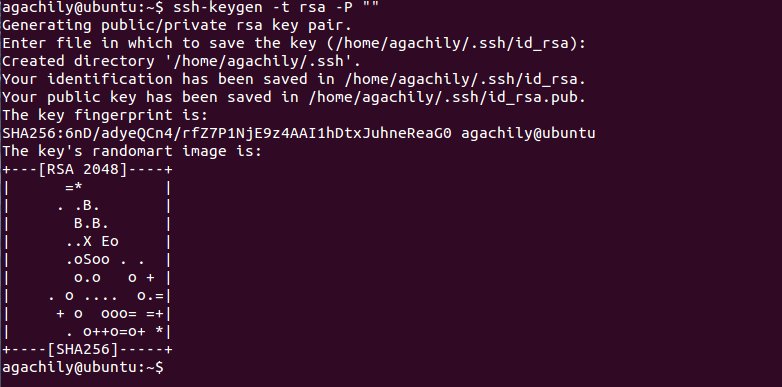 agachily@ubuntu:~$ ssh-keygen -t rsa -P ""
Generating public/private rsa key pair.
Enter file in which to save the key (/home/agachily/.ssh/id_rsa):
Created directory '/home/agachily/.ssh'.
Your identification has been saved in /home/agachily/.ssh/id_rsa.
Your public key has been saved in /home/agachily/.ssh/id_rsa.pub.
The key fingerprint is:
SHA256:6nD/adyeQCn4/rfZ7P1NjE9z4AAI1hDtxJuhneReaG0 agachily@ubuntu
The key's randomart image is:
+---[RSA 2048]----+
|      =*         |
|     . .B.       |
|       B.B.      |
|      ..X Eo     |
|      .oSoo . .  |
|       o.o   o + |
|    . o ....  o.=|
|     + o  ooo= =+|
|      . o++o=o+ *|
+----[SHA256]-----+
agachily@ubuntu:~$